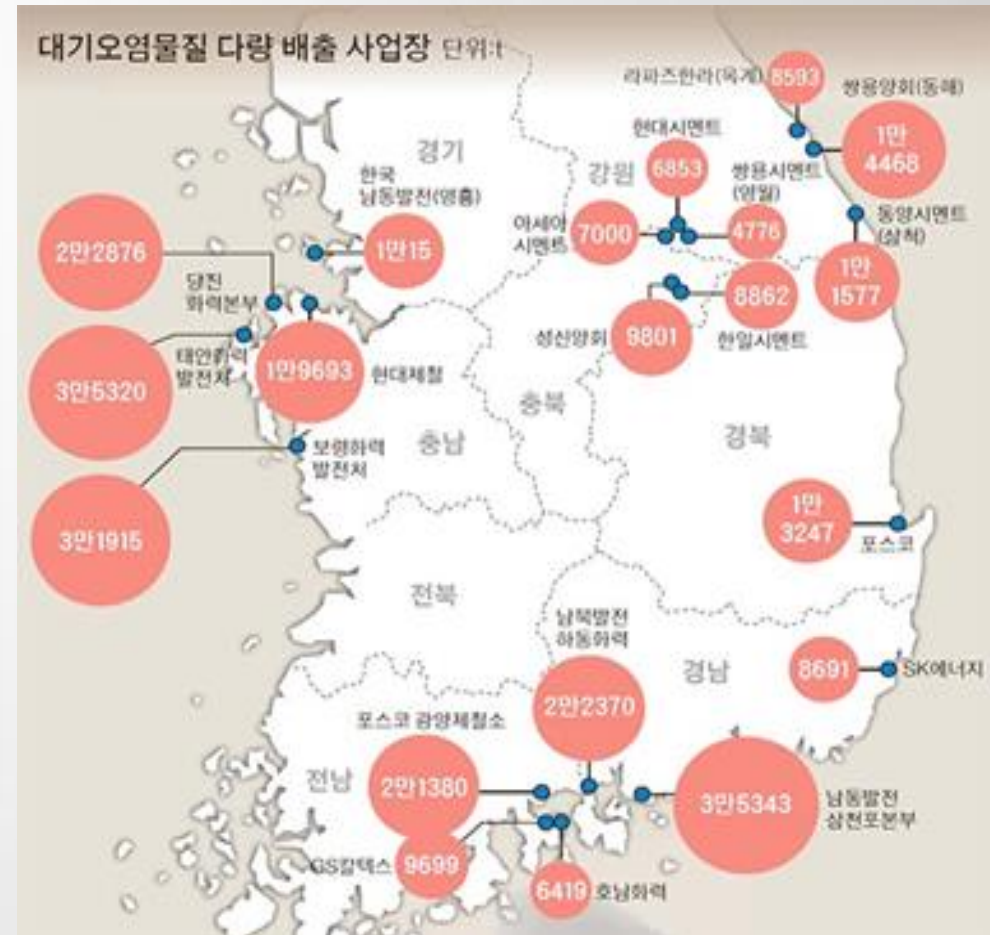 대기오염물질 다량 배출 사업장 단위:t
라파즈한라(옥계)
8593
쌍용양회(동해)
1만
4468
현대시멘트
6853
강원
쌍용시멘트
(영월)
4776
아세아
시멘트
7000
동양시멘트
(삼척)
1만
1577
경기
한국
남동발전(영흥)
1만15
2만2876
당진
화력본부
태안화력
발전처
3만5320
1만9693
현대제철
성신양회
9801
8862
한일시멘트
충북
충남
경북
보령화력
발전처
3만1915
1만
3247
포스코
전북
남북발전
하동화력
2만2370
경남
8691
SK에너지
포스코 광양제철소
2만1380
전남
3만5343
남동발전
삼천포본부
GS칼텍스
9699
6419
호남화력